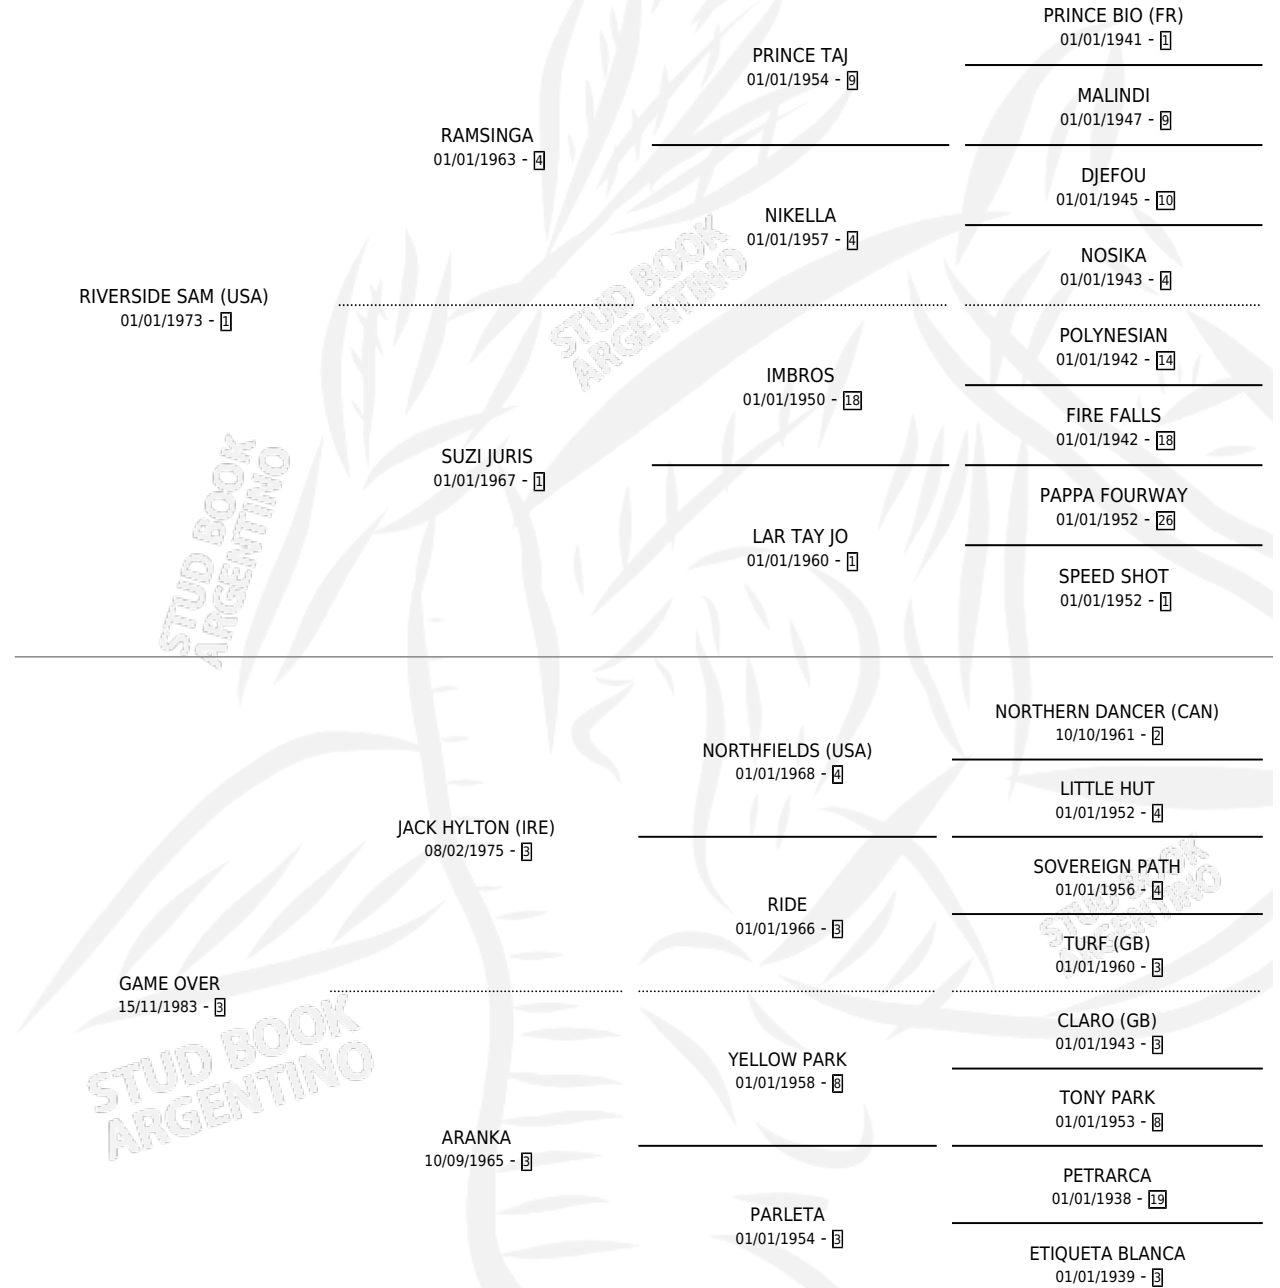 PRINCE BIO (FR)
01/01/1941 - 1
PRINCE TAJ
01/01/1954 - 9
MALINDI
01/01/1947 - 9
RAMSINGA
01/01/1963 - 4
DJEFOU
01/01/1945 - 10
NIKELLA
01/01/1957 - 4
NOSIKA
01/01/1943 - 4
RIVERSIDE SAM (USA)
01/01/1973 - 1
POLYNESIAN
01/01/1942 - 14
IMBROS
01/01/1950 - 18
FIRE FALLS
01/01/1942 - 18
SUZI JURIS
01/01/1967 - 1
PAPPA FOURWAY
01/01/1952 - 26
LAR TAY JO
01/01/1960 - 1
SPEED SHOT
01/01/1952 - 1
NORTHERN DANCER (CAN)
10/10/1961 - 2
NORTHFIELDS (USA)
01/01/1968 - 4
LITTLE HUT
01/01/1952 - 4
JACK HYLTON (IRE)
08/02/1975 - 3
SOVEREIGN PATH
01/01/1956 - 4
RIDE
01/01/1966 - 3
TURF (GB)
01/01/1960 - 3
GAME OVER
15/11/1983 - 3
CLARO (GB)
01/01/1943 - 3
YELLOW PARK
01/01/1958 - 8
TONY PARK
01/01/1953 - 8
ARANKA
10/09/1965 - 3
PETRARCA
01/01/1938 - 19
PARLETA
01/01/1954 - 3
ETIQUETA BLANCA
01/01/1939 - 3
STUD BOOK
ARGENTINO
STUD BOOK
ARGENTINO
STUD BOOK
ARGENTINO
STUD BOOK
ARGENTINO